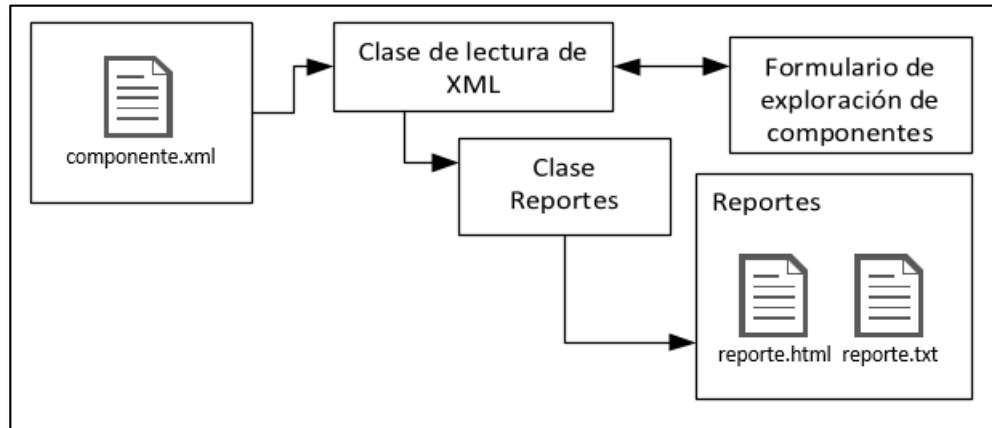 componente.xml
Clase de lectura de
XML
Formulario de
exploración de
componentes
Clase
Reportes
Reportes
reporte.html
reporte.txt